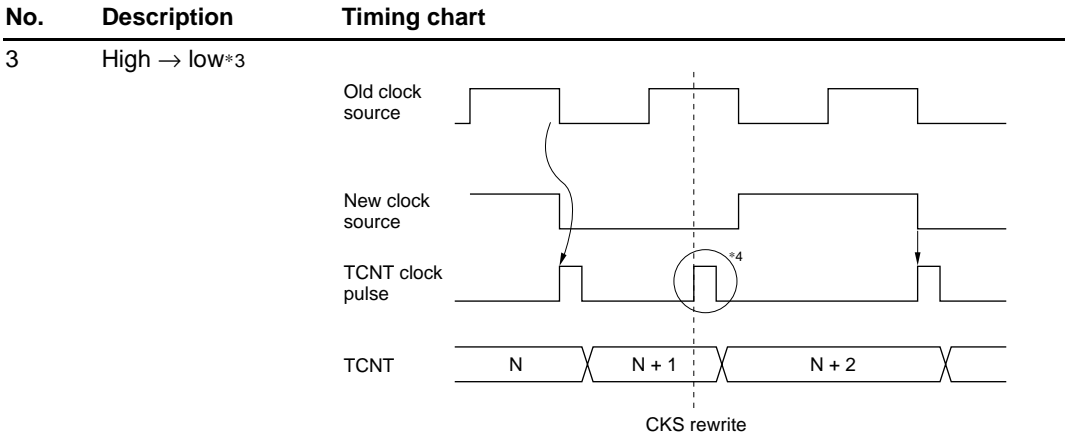 No. Description Timing chart
3 High → low*3
Old clock
source
New clock
source
*4
TCNT clock
pulse
TCNT N N + 1 N + 2
CKS rewrite